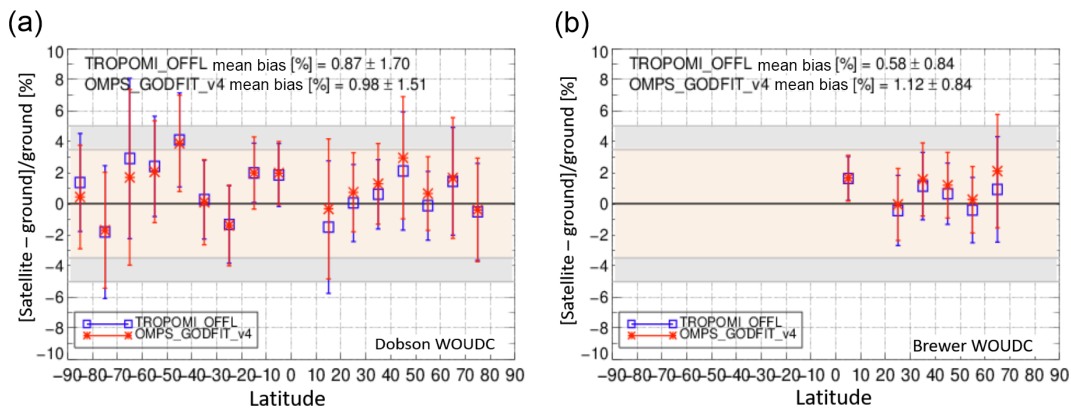 (a)
TROPOMI_OFFL mean bias [%] = 0.87 ± 1.70
OMPS_GODFIT_v4 mean bias [%] = 0.98 ± 1.51
[Satellite – ground]/ground [%]
10
8
6
4
2
0
−2
−4
−6
−8
−10
TROPOMI_OFFL
OMPS_GODFIT_v4
Dobson WOUDC
−90−80−70−60−50−40−30−20−10 0 10 20 30 40 50 60 70 80 90
Latitude
(b)
TROPOMI_OFFL mean bias [%] = 0.58 ± 0.84
OMPS_GODFIT_v4 mean bias [%] = 1.12 ± 0.84
[Satellite – ground]/ground [%]
10
8
6
4
2
0
−2
−4
−6
−8
−10
TROPOMI_OFFL
OMPS_GODFIT_v4
Brewer WOUDC
−90−80−70−60−50−40−30−20−10 0 10 20 30 40 50 60 70 80 90
Latitude